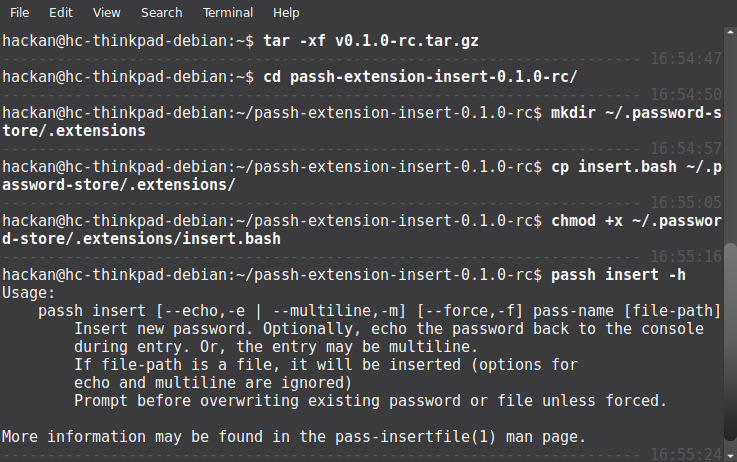 File Edit View Search Terminal Help
hackan@hc-thinkpad-debian:~$ tar -xf v0.1.0-rc.tar.gz
----------------------------------------------------------------------- 16:54:47
hackan@hc-thinkpad-debian:~$ cd passh-extension-insert-0.1.0-rc/
----------------------------------------------------------------------- 16:54:50
hackan@hc-thinkpad-debian:~/passh-extension-insert-0.1.0-rc$ mkdir ~/.password-s
tore/.extensions
----------------------------------------------------------------------- 16:54:57
hackan@hc-thinkpad-debian:~/passh-extension-insert-0.1.0-rc$ cp insert.bash ~/.p
assword-store/.extensions/
----------------------------------------------------------------------- 16:55:05
hackan@hc-thinkpad-debian:~/passh-extension-insert-0.1.0-rc$ chmod +x ~/.passwor
d-store/.extensions/insert.bash
----------------------------------------------------------------------- 16:55:16
hackan@hc-thinkpad-debian:~/passh-extension-insert-0.1.0-rc$ passh insert -h
Usage:
    passh insert [--echo,-e | --multiline,-m] [--force,-f] pass-name [file-path]
        Insert new password. Optionally, echo the password back to the console
        during entry. Or, the entry may be multiline.
        If file-path is a file, it will be inserted (options for
        echo and multiline are ignored)
        Prompt before overwriting existing password or file unless forced.

More information may be found in the pass-insertfile(1) man page.
----------------------------------------------------------------------- 16:55:24